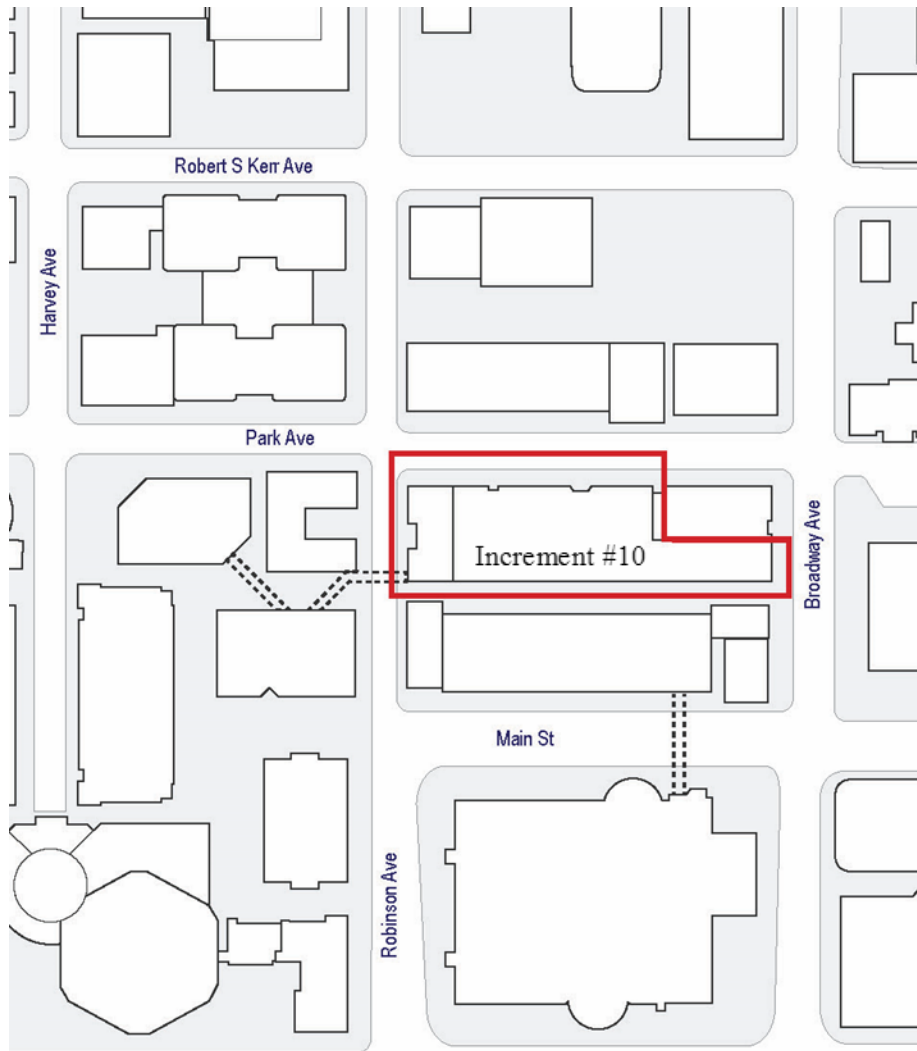 Robert S Kerr Ave
Harvey Ave
Park Ave
Increment #10
Broadway Ave
Main St
Robinson Ave